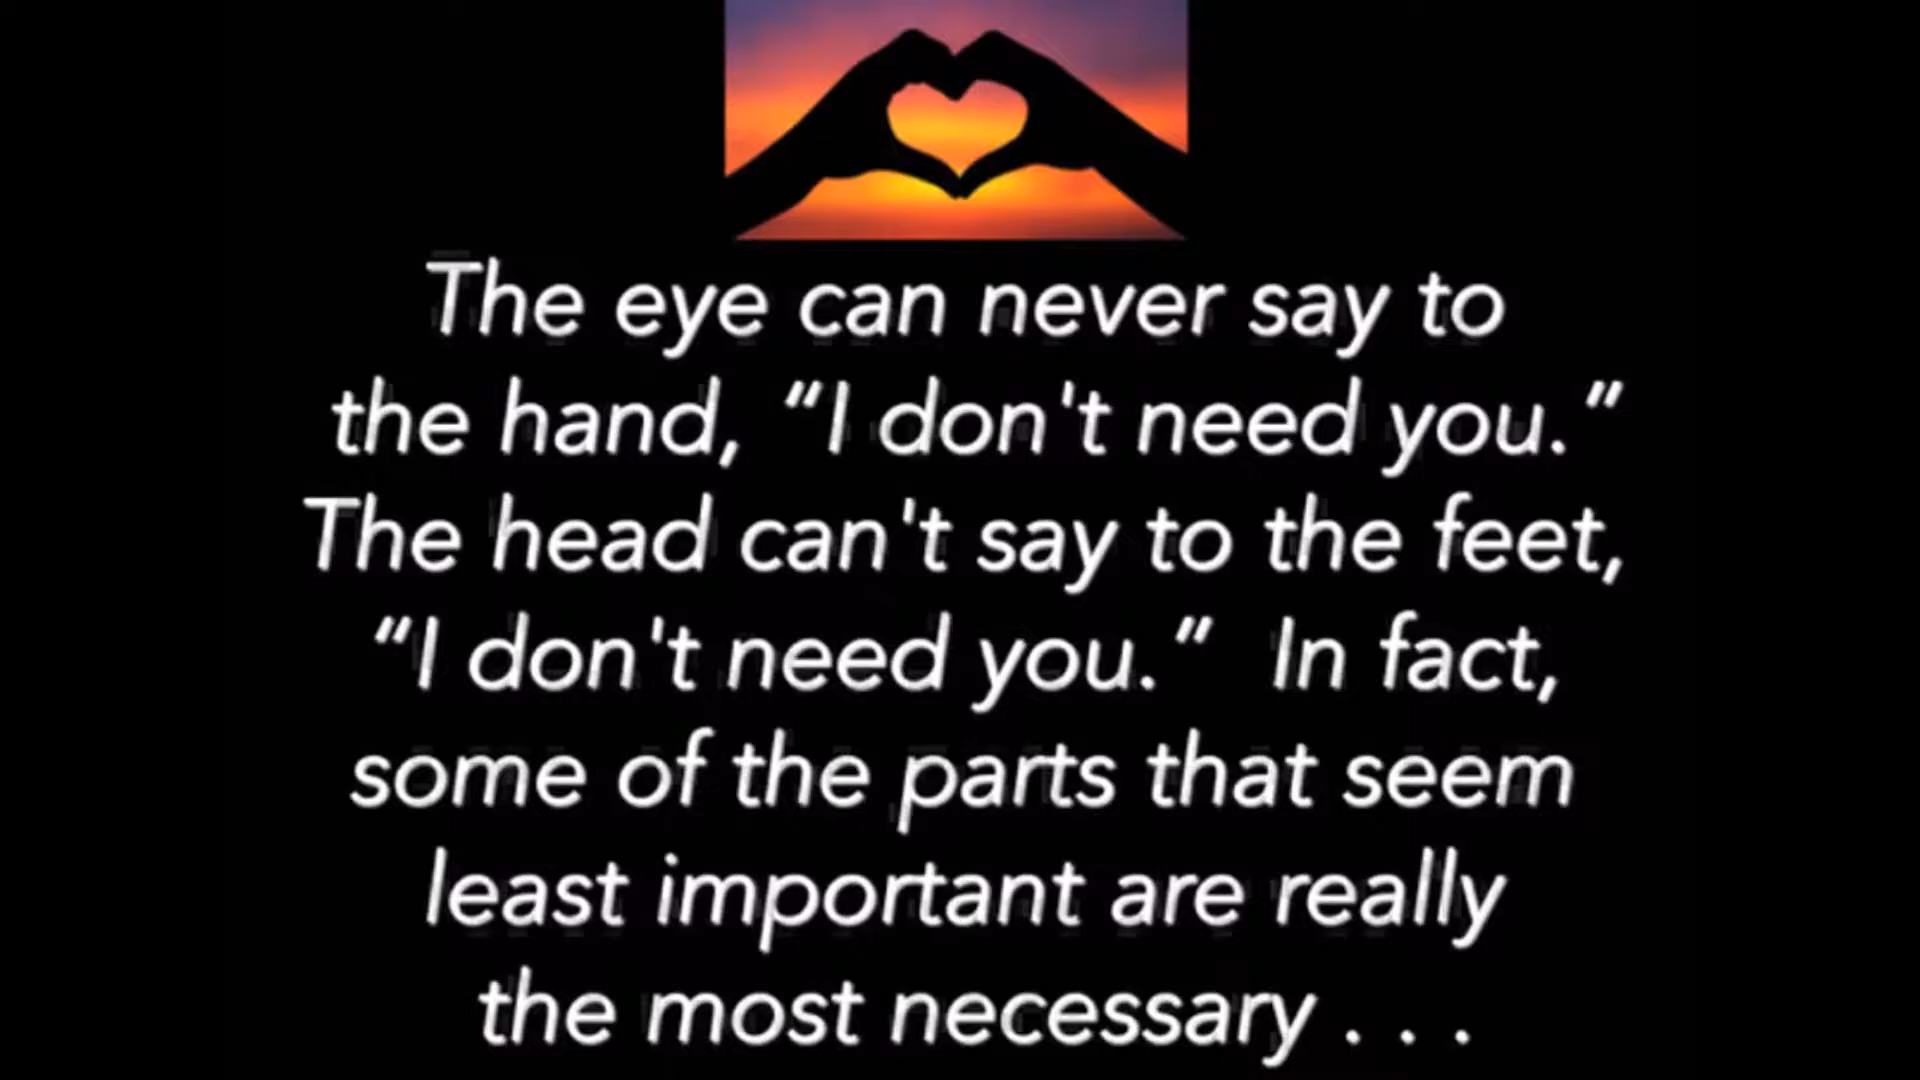 The eye can never say to
the hand, “I don't need you.”
The head can't say to the feet,
“I don't need you.”  In fact,
some of the parts that seem
least important are really
the most necessary . . .